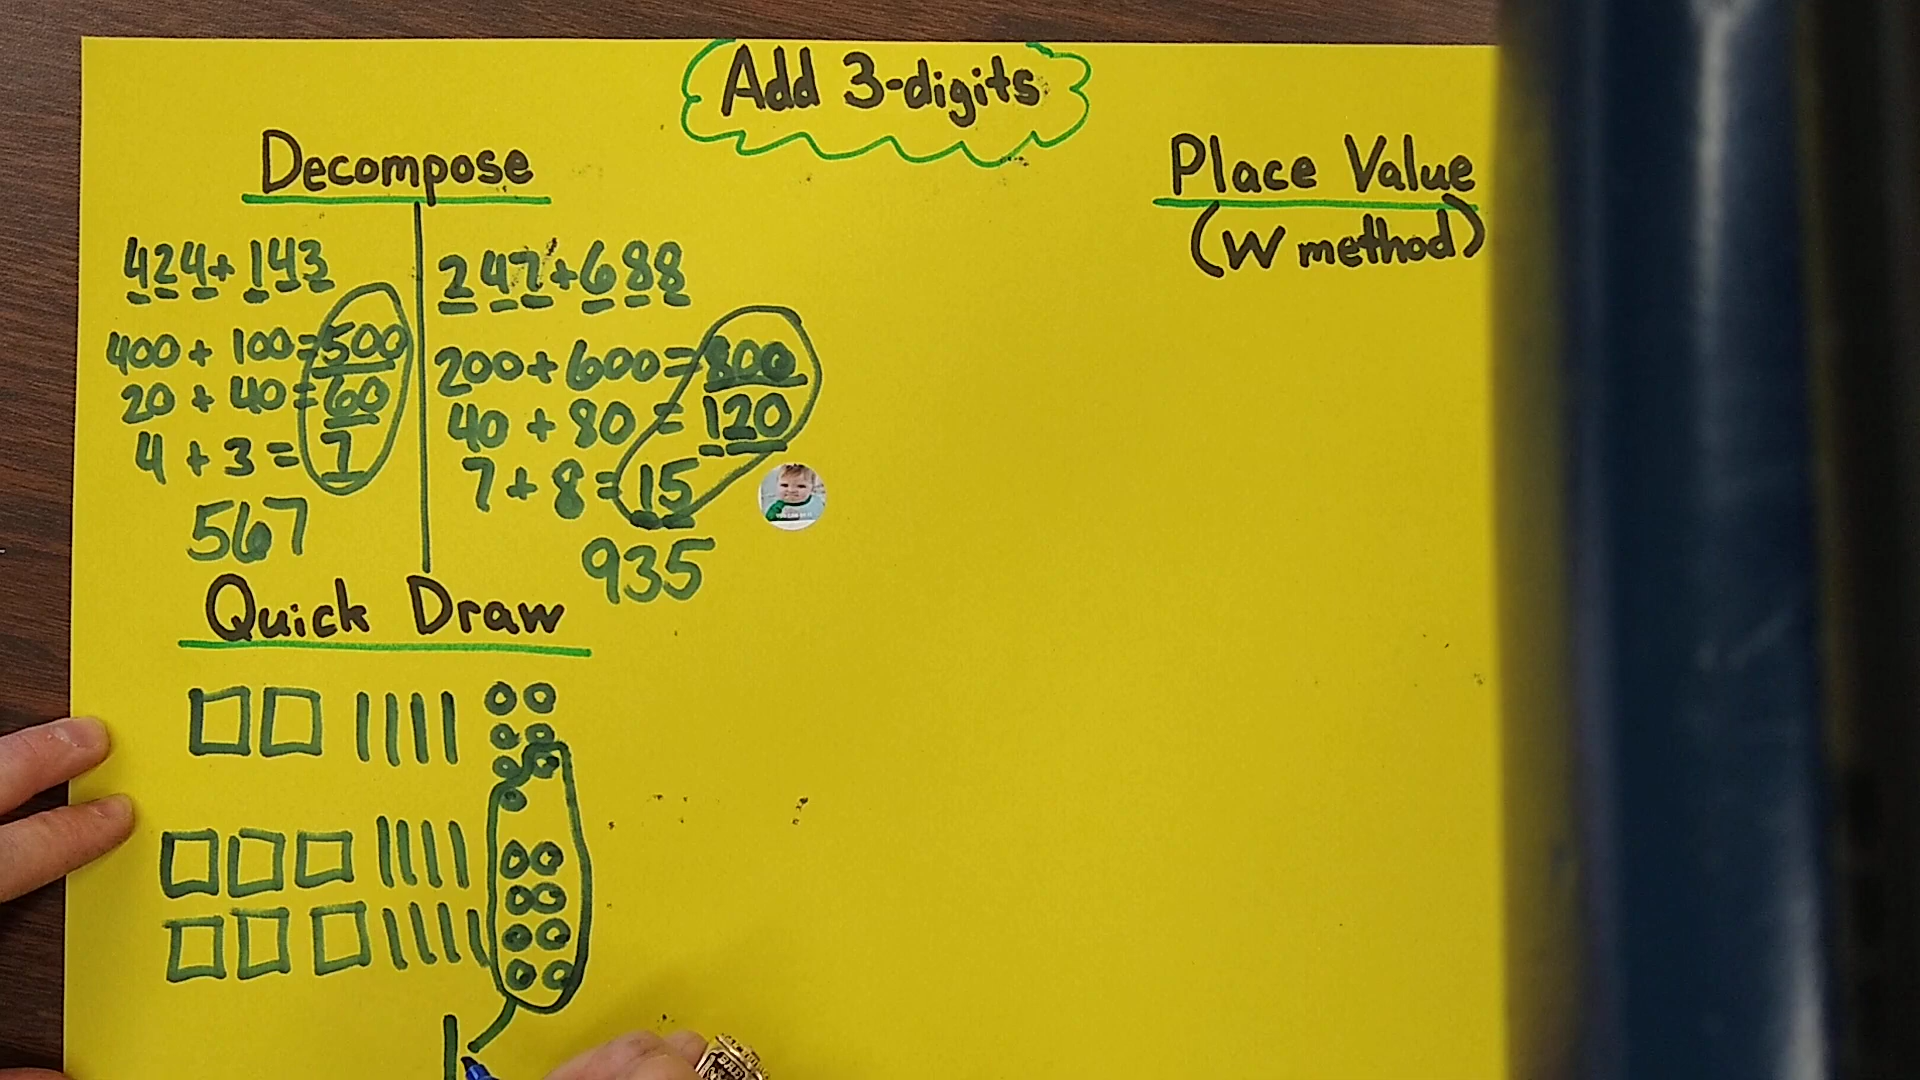 Add 3-digits
Decompose
424+ 143
400 + 100=500
20 + 40=60
4 + 3 = 7
567
247+688
200+600=800
40 + 80 = 120
7 + 8 = 15
935
Quick Draw
Place Value
(W method)